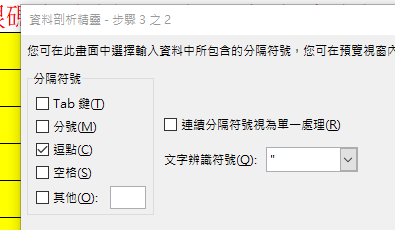 資料剖析精靈 - 步驟 3 之 2
您可在此畫面中選擇輸入資料中所包含的分隔符號，您可在預覽視窗內
分隔符號
Tab 鍵(T)
分號(M)
逗點(C)
空格(S)
其他(O):
連續分隔符號視為單一處理(R)
文字辨識符號(Q): "